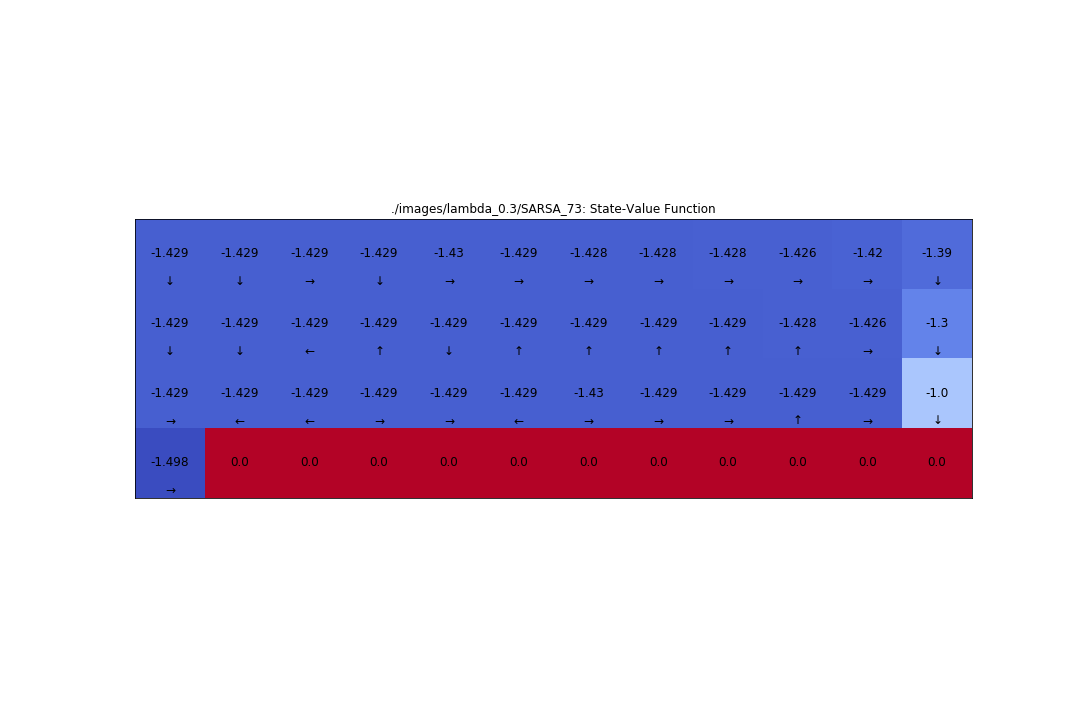 ./images/lambda_0.3/SARSA_73: State-Value Function
-1.429 -1.429 -1.429 -1.429 -1.43 -1.429 -1.428 -1.428 -1.428 -1.426 -1.42 -1.39
↓ ↓ → ↓ → → → → → → → ↓
-1.429 -1.429 -1.429 -1.429 -1.429 -1.429 -1.429 -1.429 -1.429 -1.428 -1.426 -1.3
↓ ↓ ← ↑ ↓ ↑ ↑ ↑ ↑ ↑ → ↓
-1.429 -1.429 -1.429 -1.429 -1.429 -1.429 -1.43 -1.429 -1.429 -1.429 -1.429 -1.0
→ ← ← → → ← → → → ↑ → ↓
-1.498 0.0 0.0 0.0 0.0 0.0 0.0 0.0 0.0 0.0 0.0 0.0
→